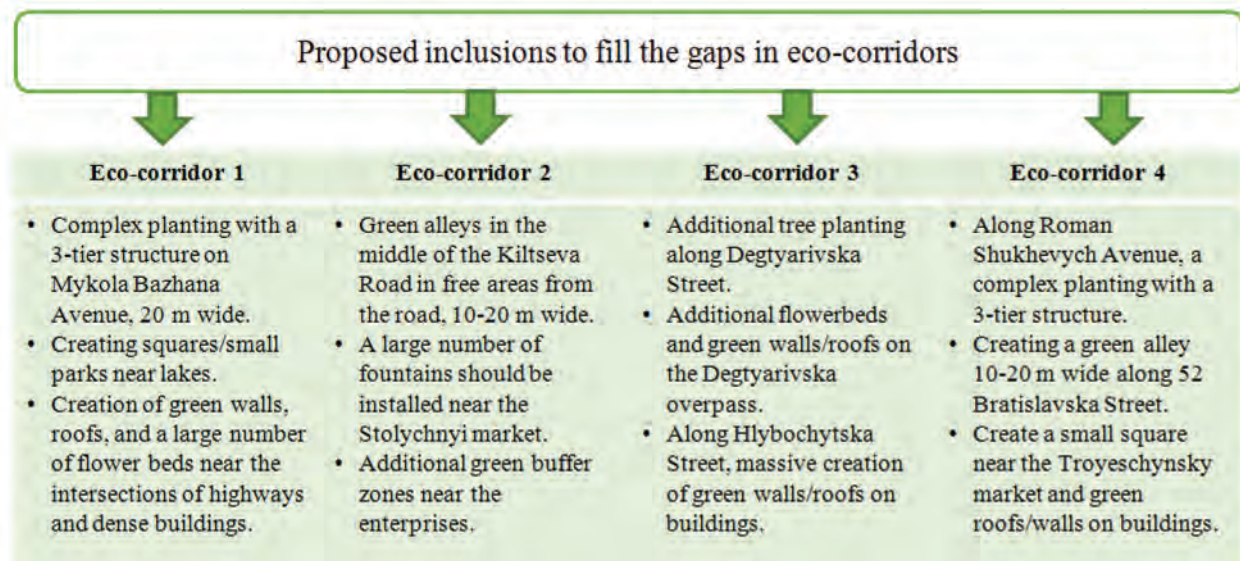 Proposed inclusions to fill the gaps in eco-corridors
Eco-corridor 1
• Complex planting with a
3-tier structure on
Mykola Bazhana
Avenue, 20 m wide.
• Creating squares/small
parks near lakes.
• Creation of green walls,
roofs, and a large number
of flower beds near the
intersections of highways
and dense buildings.
Eco-corridor 2
• Green alleys in the
middle of the Kiltseva
Road in free areas from
the road, 10-20 m wide.
• A large number of
fountains should be
installed near the
Stolychnyi market.
• Additional green buffer
zones near the
enterprises.
Eco-corridor 3
• Additional tree planting
along Degtyarivska
Street.
• Additional flowerbeds
and green walls/roofs on
the Degtyarivska
overpass.
• Along Hlybochytska
Street, massive creation
of green walls/roofs on
buildings.
Eco-corridor 4
• Along Roman
Shukhevych Avenue, a
complex planting with a
3-tier structure.
• Creating a green alley
10-20 m wide along 52
Bratislavska Street.
• Create a small square
near the Troyeschynsky
market and green
roofs/walls on buildings.